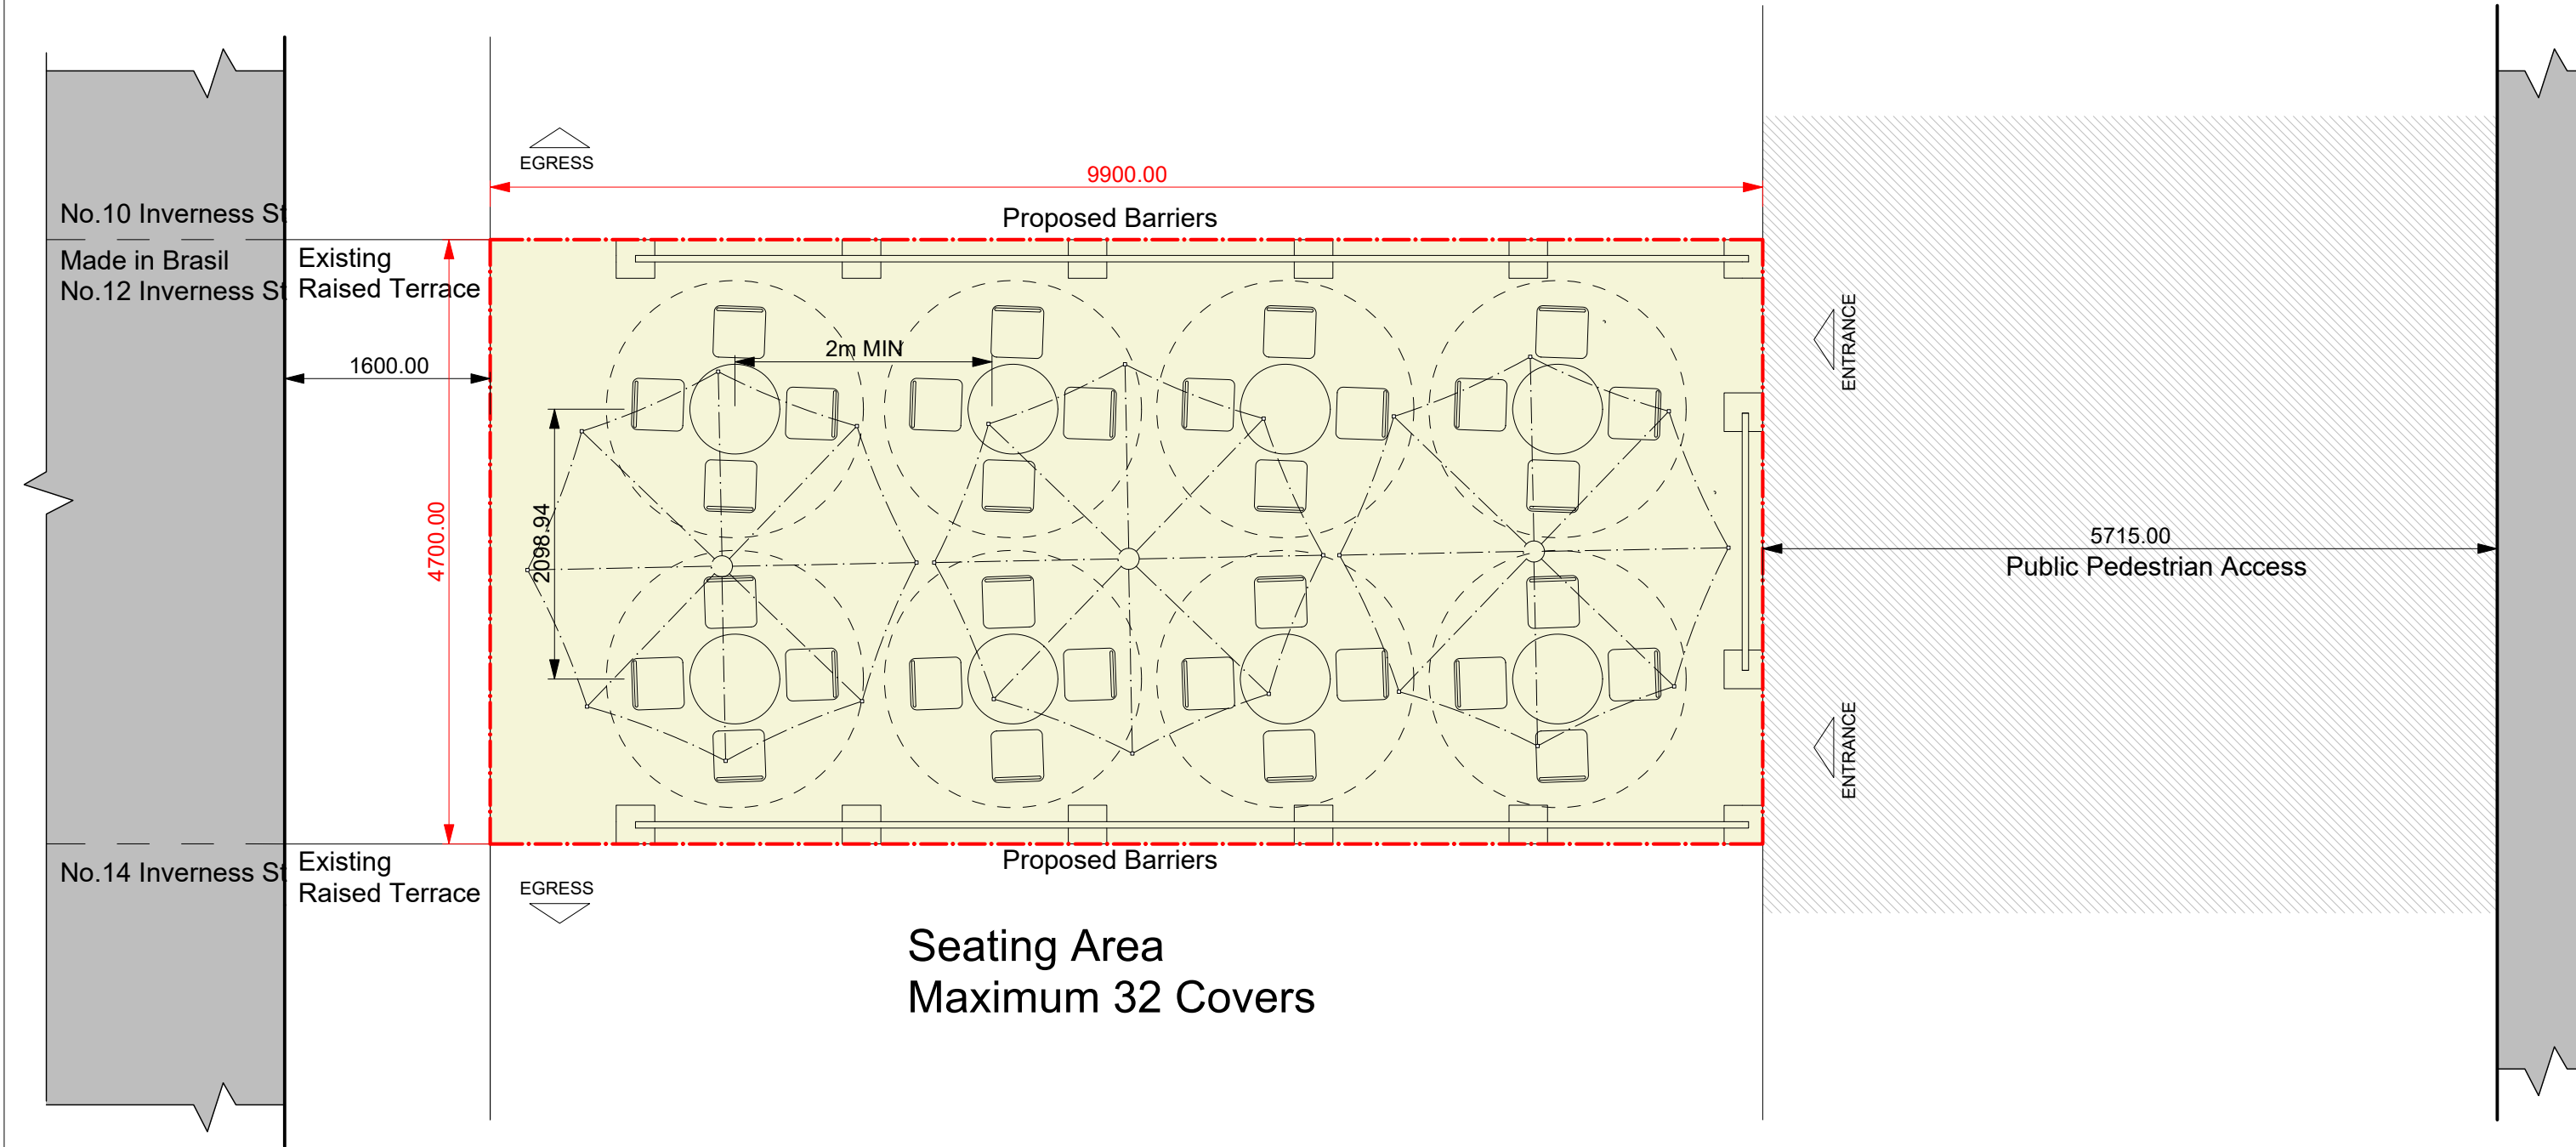 EGRESS
9900.00
Proposed Barriers
No.10 Inverness St
Made in Brasil
No.12 Inverness St
Existing
Raised Terrace
1600.00
2m MIN
ENTRANCE
4700.00
2098.94
5715.00
Public Pedestrian Access
ENTRANCE
No.14 Inverness St
Existing
Raised Terrace
Proposed Barriers
EGRESS
Seating Area
Maximum 32 Covers